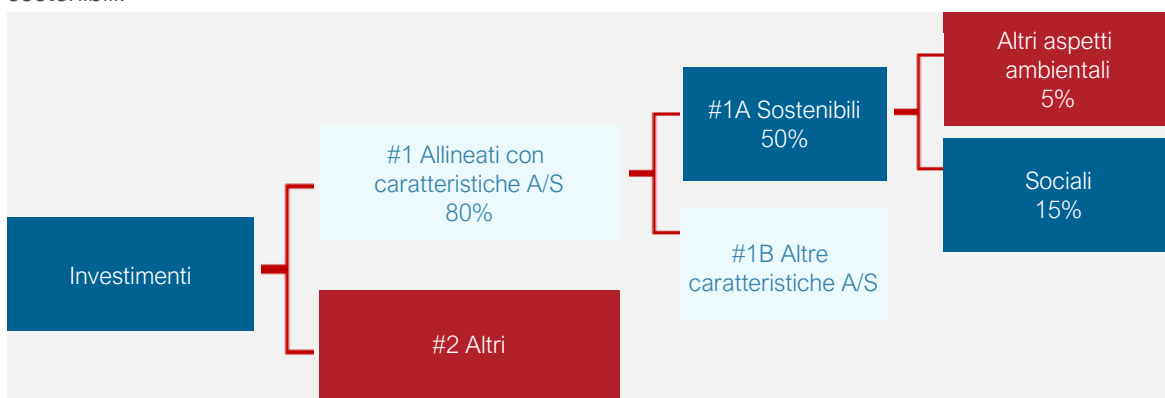 Altri aspetti
ambientali
5%
#1A Sostenibili
50%
#1 Allineati con
caratteristiche A/S
80%
Sociali
15%
#1B Altre
caratteristiche A/S
Investimenti
#2 Altri